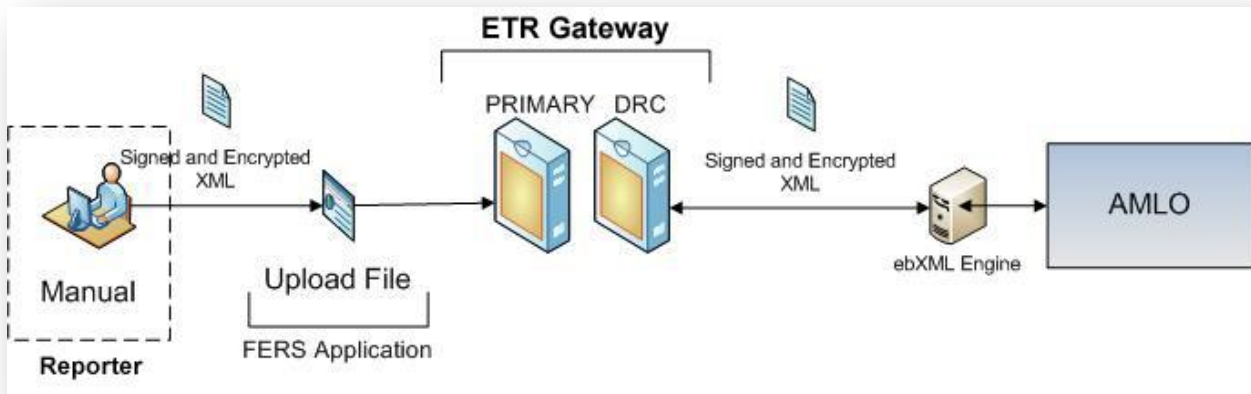 ETR Gateway
PRIMARY DRC
Signed and Encrypted
XML
Signed and Encrypted
XML
AMLO
ebXML Engine
Manual
Upload File
FERS Application
Reporter